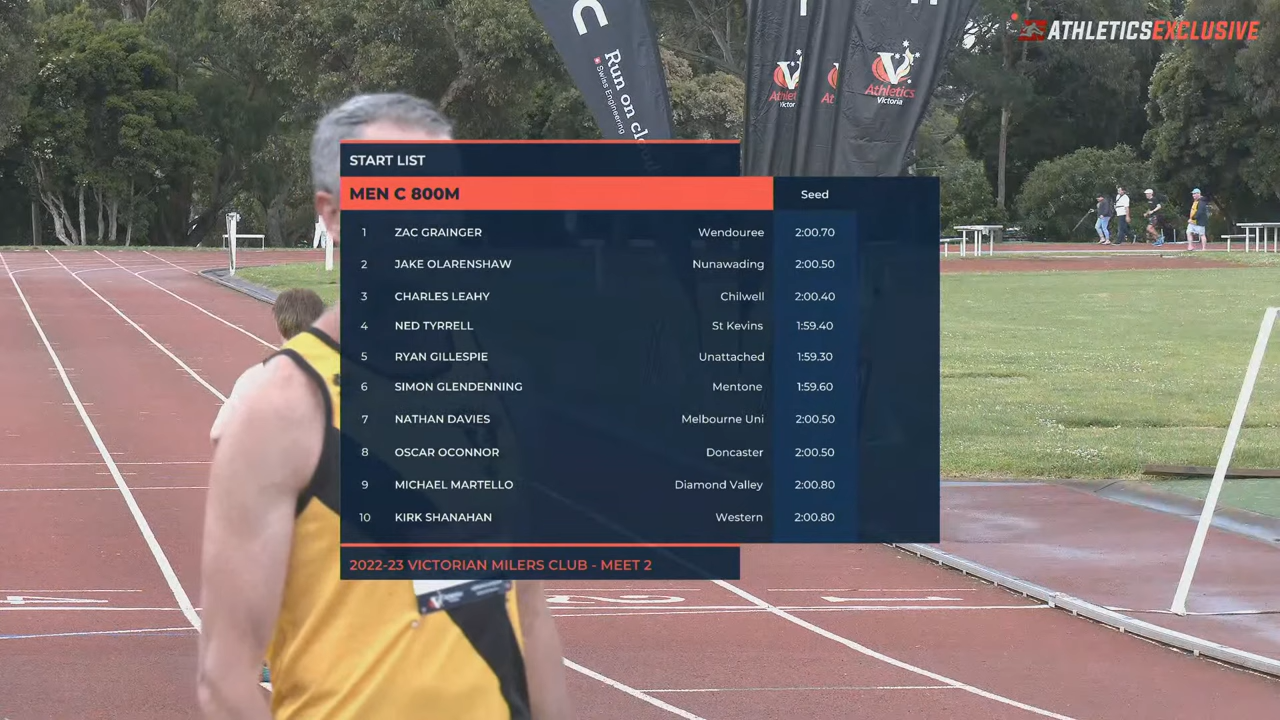 ATHLETICSEXCLUSIVE
C
Run on cloud
Swiss Engineering
Athletics
Victoria
START LIST
MEN C 800M Seed
1 ZAC GRAINGER Wendouree 2:00.70
2 JAKE OLARENSHAW Nunawading 2:00.50
3 CHARLES LEAHY Chilwell 2:00.40
4 NED TYRRELL St Kevins 1:59.40
5 RYAN GILLESPIE Unattached 1:59.30
6 SIMON GLENDENNING Mentone 1:59.60
7 NATHAN DAVIES Melbourne Uni 2:00.50
8 OSCAR OCONNOR Doncaster 2:00.50
9 MICHAEL MARTELLO Diamond Valley 2:00.80
10 KIRK SHANAHAN Western 2:00.80
2022-23 VICTORIAN MILERS CLUB - MEET 2
4 2 1